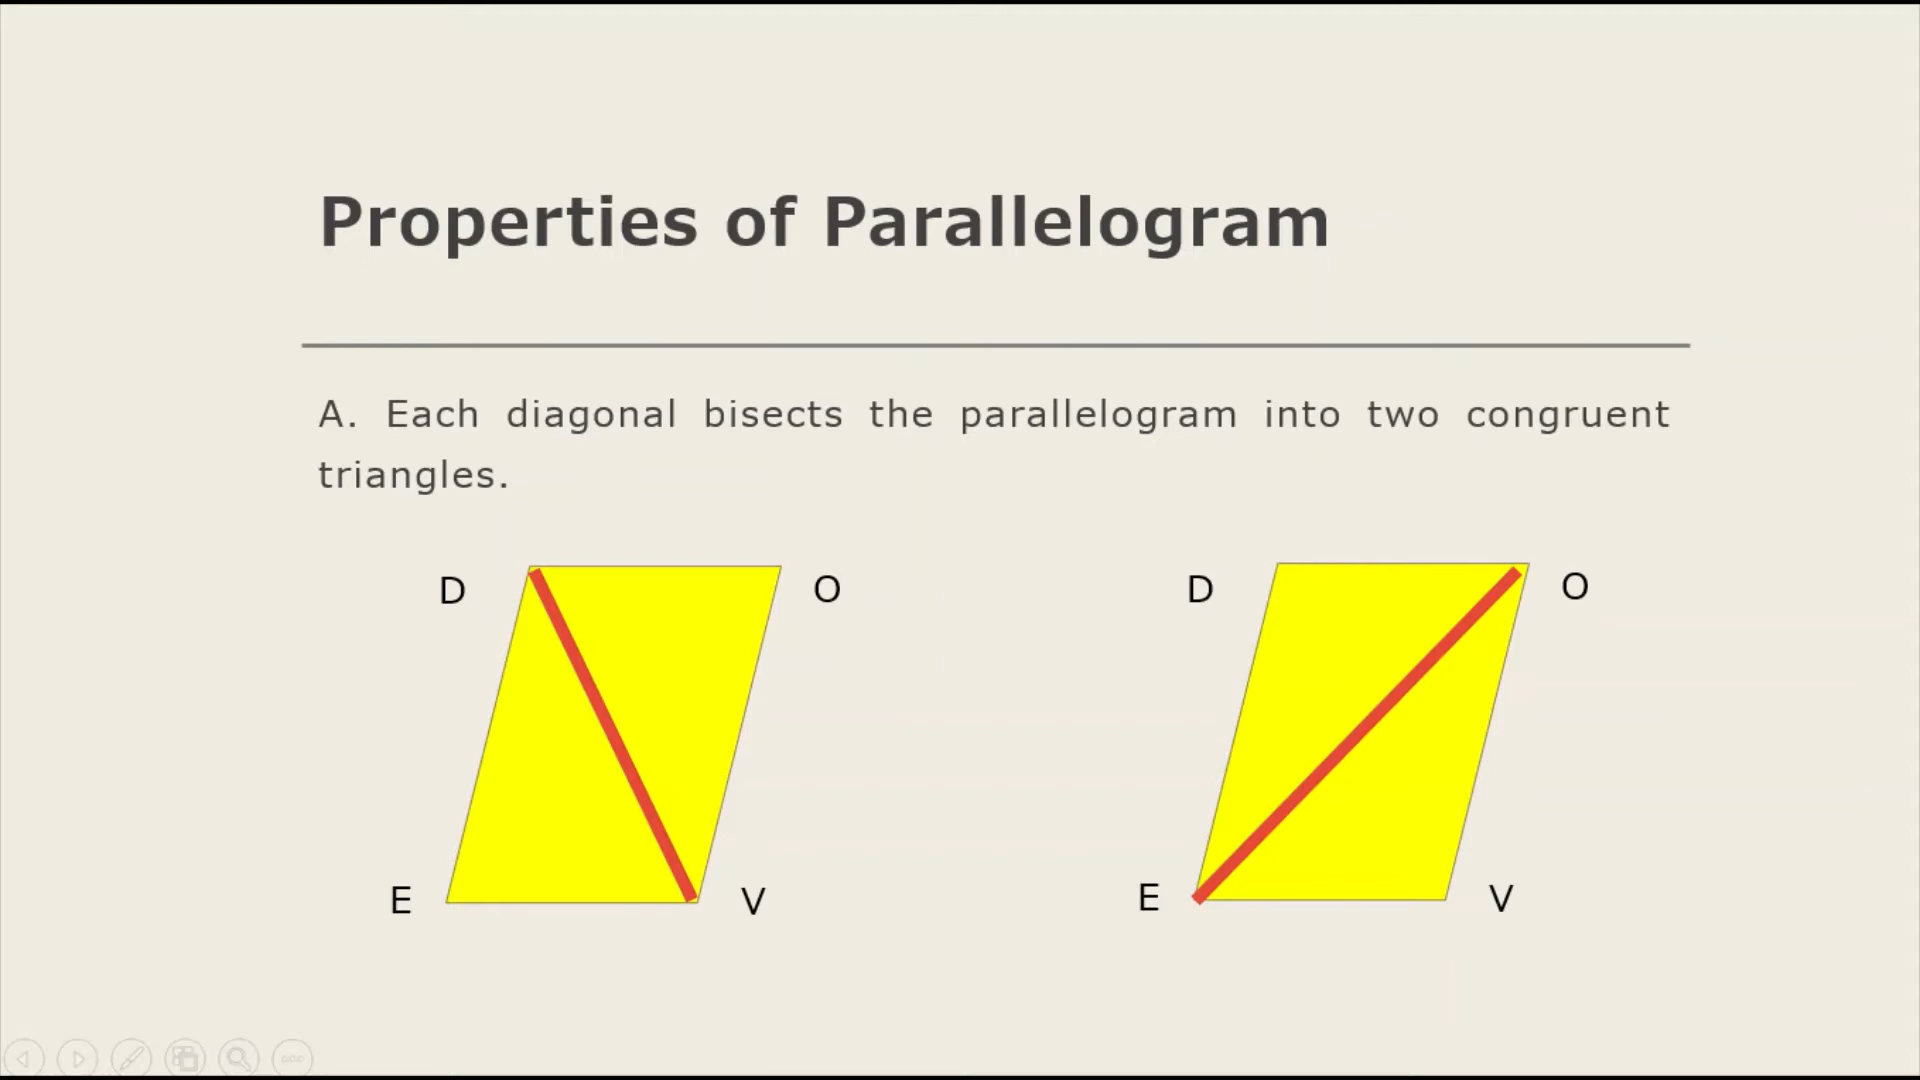 Properties of Parallelogram
A. Each diagonal bisects the parallelogram into two congruent
triangles.
D O D O
E V E V